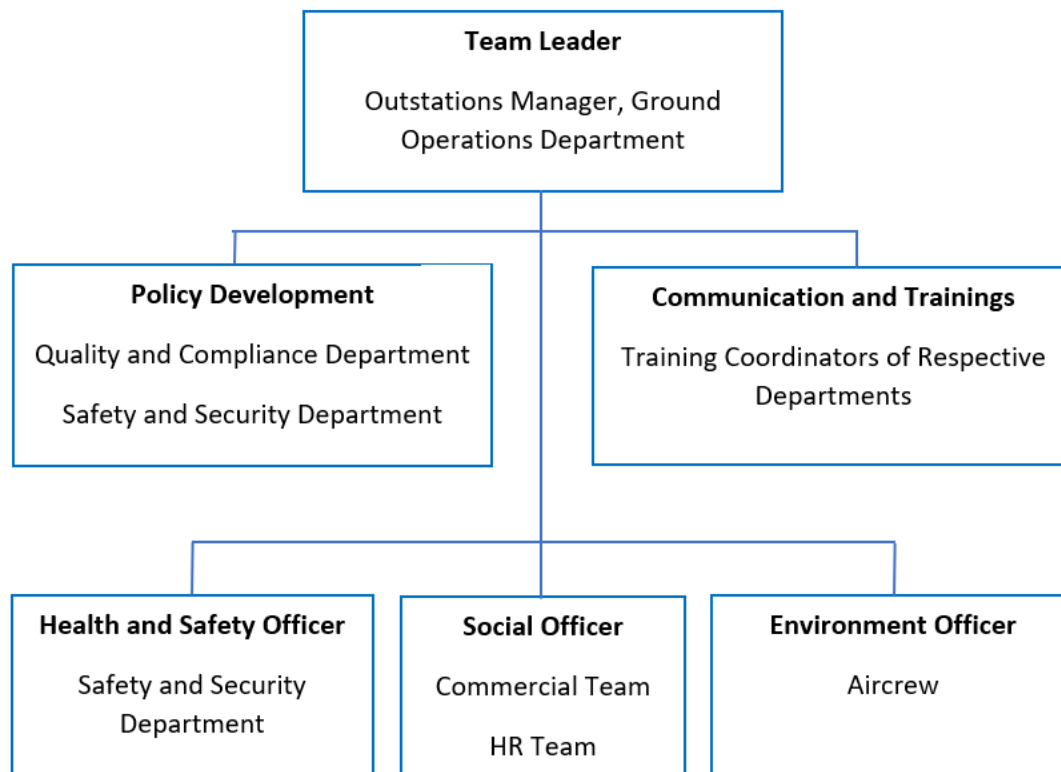 Team Leader
Outstations Manager, Ground
Operations Department
Policy Development
Quality and Compliance Department
Safety and Security Department
Communication and Trainings
Training Coordinators of Respective
Departments
Health and Safety Officer
Safety and Security
Department
Social Officer
Commercial Team
HR Team
Environment Officer
Aircrew